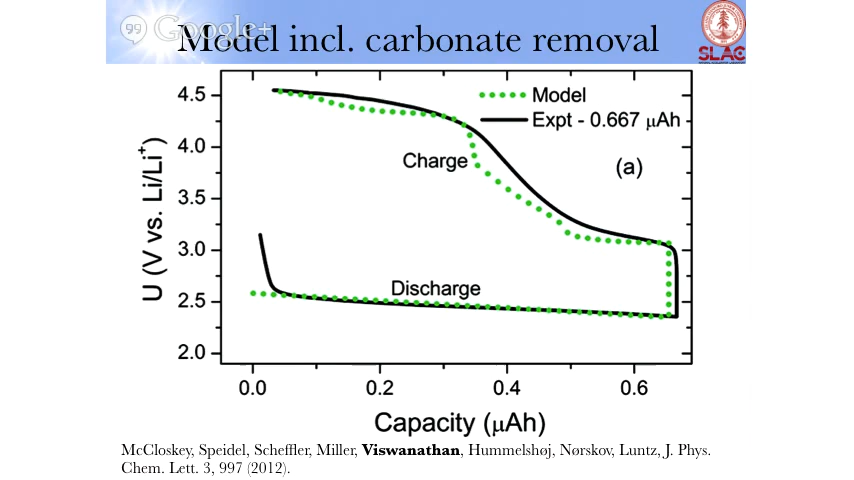 Google+
Model incl. carbonate removal
SLAC
4.5
4.0
3.5
3.0
2.5
2.0
U (V vs. Li/Li⁺)
Model
Expt - 0.667 μAh
Charge
(a)
Discharge
0.0 0.2 0.4 0.6
Capacity (μAh)
McCloskey, Speidel, Scheffler, Miller, Viswanathan, Hummelshøj, Nørskov, Luntz, J. Phys.
Chem. Lett. 3, 997 (2012).